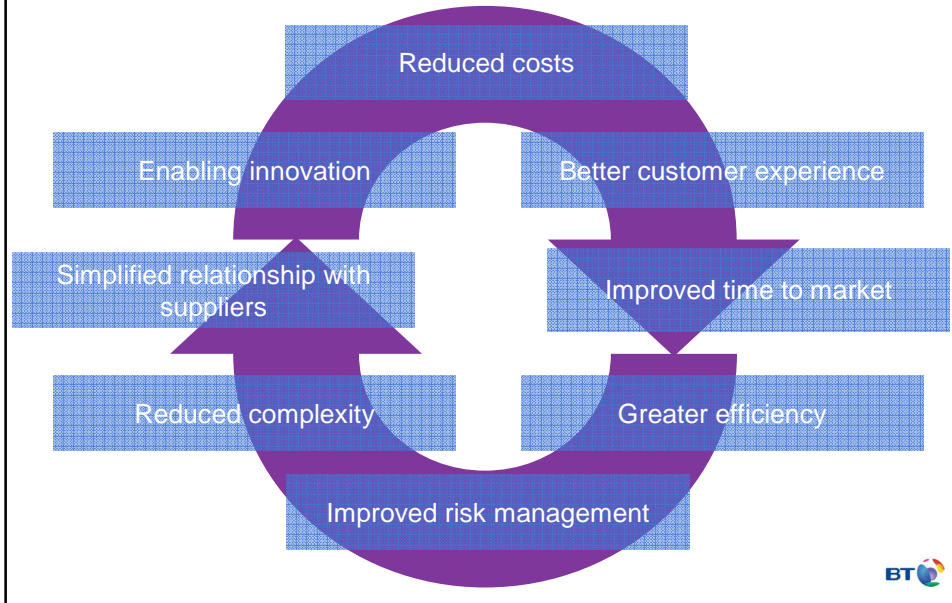 Reduced costs
Enabling innovation
Better customer experience
Simplified relationship with
suppliers
Improved time to market
Reduced complexity
Greater efficiency
Improved risk management
BT